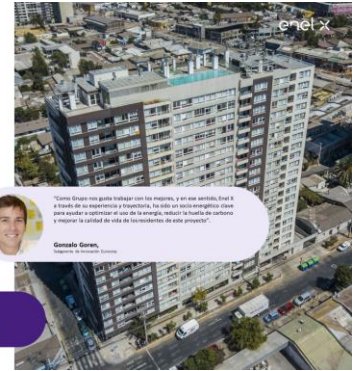 enel x
"Como Grupo nos gusta trabajar con los mejores, y en ese sentido, Enel X
a través de su experiencia y trayectoria, ha sido un socio energético clave
para ayudar a optimizar el uso de la energía, reducir la huella de carbono
y mejorar la calidad de vida de los residentes de este proyecto".
Gonzalo Goren,